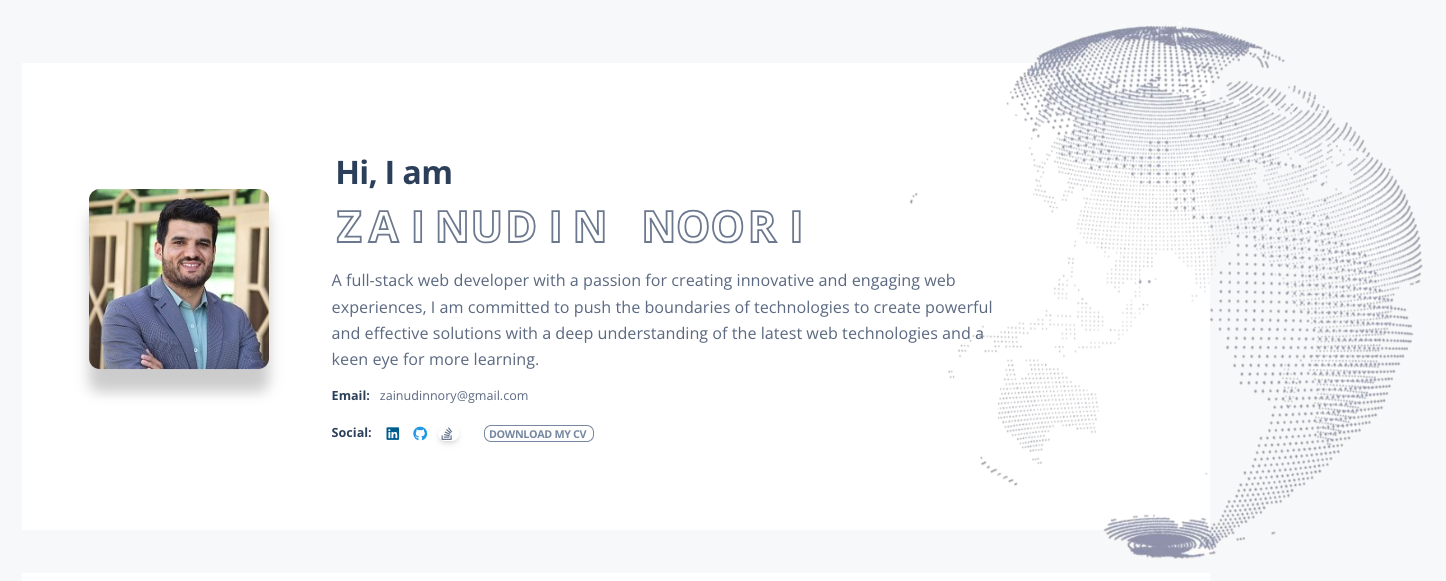 Hi, I am
ZAINUDIN NOORI
A full-stack web developer with a passion for creating innovative and engaging web
experiences, I am committed to push the boundaries of technologies to create powerful
and effective solutions with a deep understanding of the latest web technologies and a
keen eye for more learning.
Email: zainudinnory@gmail.com
Social: in DOWNLOAD MY CV